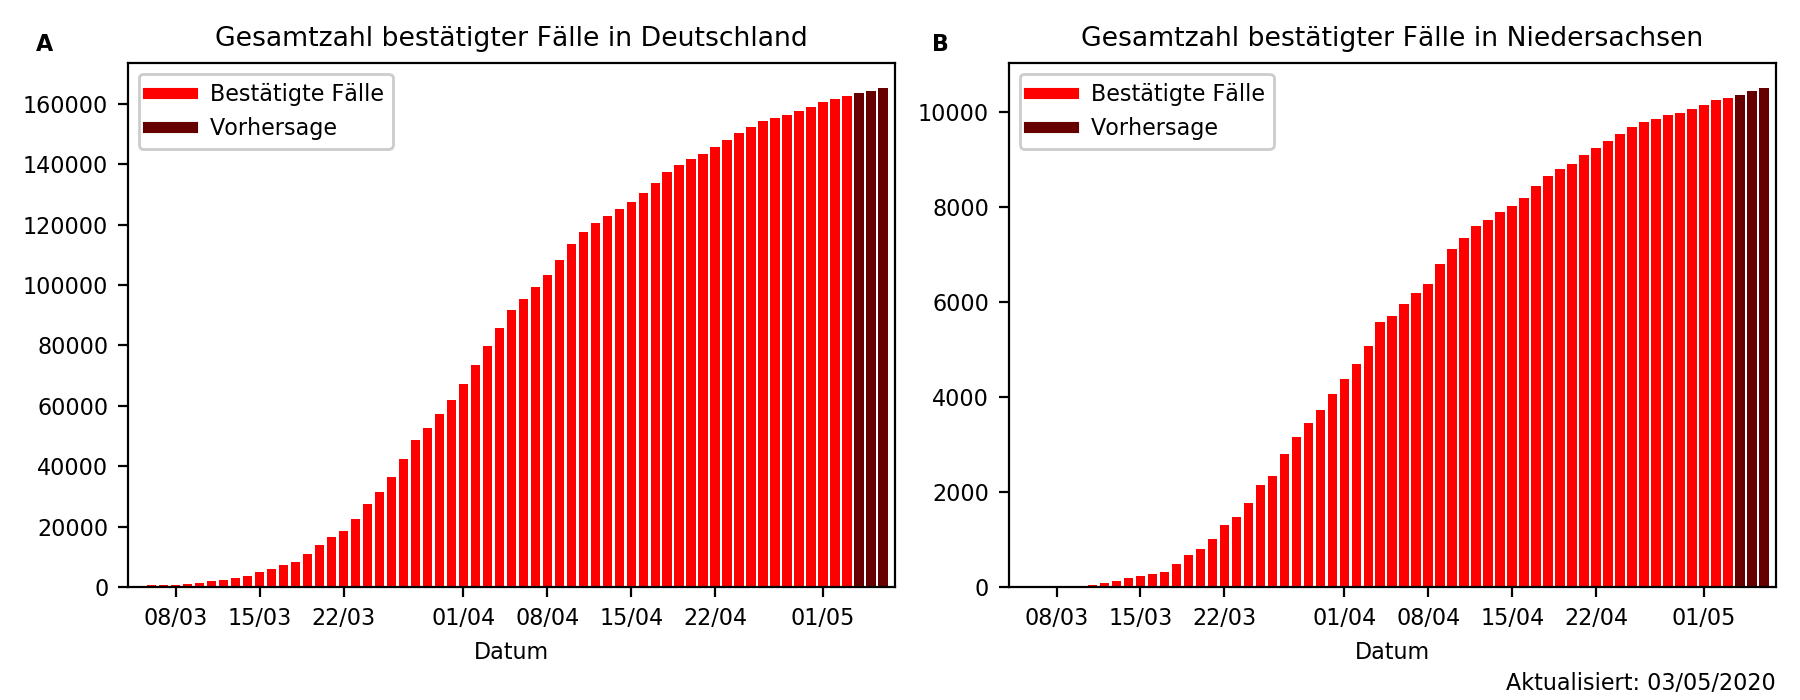 A
Gesamtzahl bestätigter Fälle in Deutschland
Bestätigte Fälle
Vorhersage
160000
140000
120000
100000
80000
60000
40000
20000
0
08/03 15/03 22/03 01/04 08/04 15/04 22/04 01/05
Datum
B
Gesamtzahl bestätigter Fälle in Niedersachsen
Bestätigte Fälle
Vorhersage
10000
8000
6000
4000
2000
0
08/03 15/03 22/03 01/04 08/04 15/04 22/04 01/05
Datum
Aktualisiert: 03/05/2020